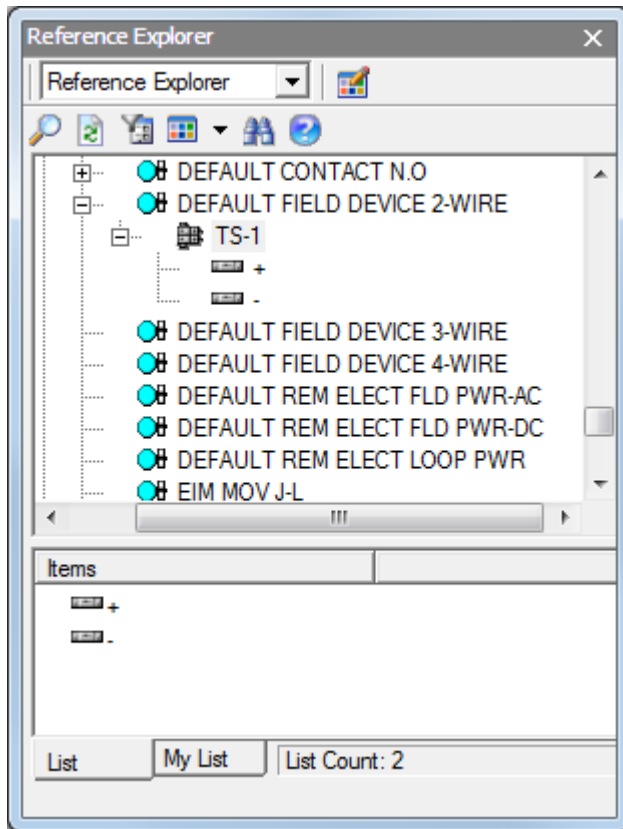 Reference Explorer
Reference Explorer
DEFAULT CONTACT N.O
DEFAULT FIELD DEVICE 2-WIRE
TS-1
+
-
DEFAULT FIELD DEVICE 3-WIRE
DEFAULT FIELD DEVICE 4-WIRE
DEFAULT REM ELECT FLD PWR-AC
DEFAULT REM ELECT FLD PWR-DC
DEFAULT REM ELECT LOOP PWR
EIM MOV J-L
Items
+
-
List My List List Count: 2